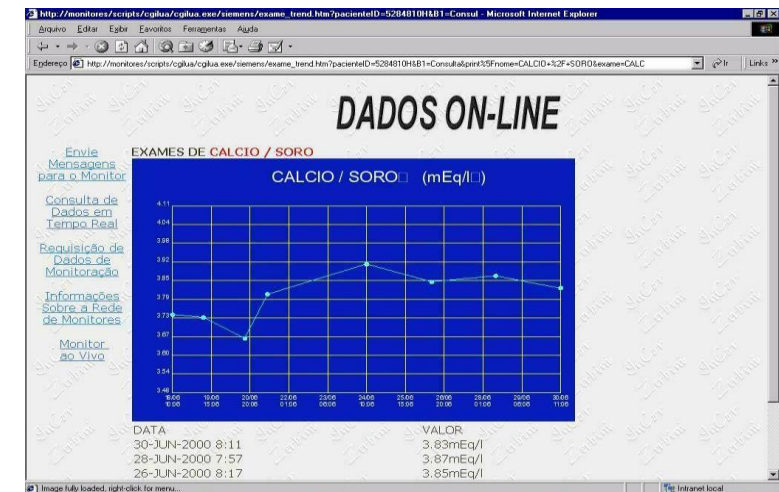 http://monitores/scripts/cgilua/cgilua.exe/siemens/exame_trend.htm?pacienteID=5284810H&B1=Consul - Microsoft Internet Explorer
Arquivo Editar Exibir Favoritos Ferramentas Ajuda
Endereço http://monitores/scripts/cgilua/cgilua.exe/siemens/exame_trend.htm?pacienteID=5284810H&B1=Consulta&print%5Fnome=CALCIO+%2F+SORO&exame=CALC Ir Links »
DADOS ON-LINE
Envie
Mensagens
para o Monitor
Consulta de
Dados em
Tempo Real
Requisição de
Dados de
Monitoração
Informações
Sobre a Rede
de Monitores
Monitor
ao Vivo
EXAMES DE CALCIO / SORO
CALCIO / SORO□ (mEq/l□)
4.11
4.04
3.98
3.92
3.85
3.79
3.73
3.67
3.60
3.54
3.48
DATA VALOR
30-JUN-2000 8:11 3.83mEq/l
28-JUN-2000 7:57 3.87mEq/l
26-JUN-2000 8:17 3.85mEq/l
Image fully loaded, right-click for menu... Intranet local